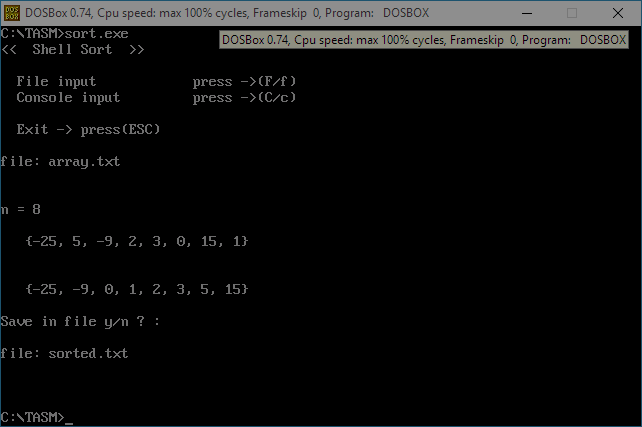 DOS BOX DOSBox 0.74, Cpu speed: max 100% cycles, Frameskip 0, Program: DOSBOX
C:\TASM>sort.exe
DOSBox 0.74, Cpu speed: max 100% cycles, Frameskip 0, Program: DOSBOX
<< Shell Sort >>
File input press ->(F/f)
Console input press ->(C/c)
Exit -> press(ESC)
file: array.txt
n = 8
{-25, 5, -9, 2, 3, 0, 15, 1}
{-25, -9, 0, 1, 2, 3, 5, 15}
Save in file y/n ? :
file: sorted.txt
C:\TASM>_